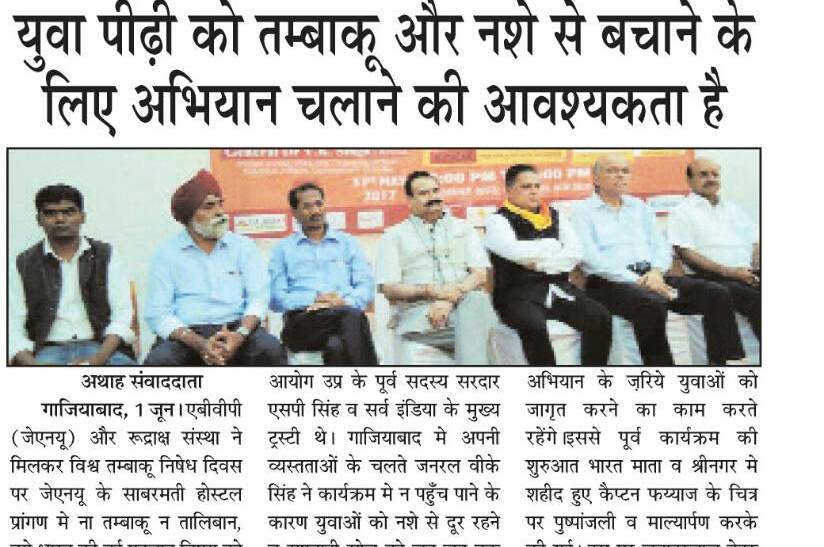 युवा पीढ़ी को तम्बाकू और नशे से बचाने के
लिए अभियान चलाने की आवश्यकता है
31st MAY
2017
अथाह संवाददाता
गाजियाबाद, 1 जून।एबीवीपी
(जेएनयू) और रूद्राक्ष संस्था ने
मिलकर विश्व तम्बाकू निषेध दिवस
पर जेएनयू के साबरमती होस्टल
प्रांगण मे ना तम्बाकू न तालिबान,
आयोग उप्र के पूर्व सदस्य सरदार
एसपी सिंह व सर्व इंडिया के मुख्य
ट्रस्टी थे। गाजियाबाद मे अपनी
व्यस्तताओं के चलते जनरल वीके
सिंह ने कार्यक्रम मे न पहुँच पाने के
कारण युवाओं को नशे से दूर रहने
अभियान के ज़रिये युवाओं को
जागृत करने का काम करते
रहेंगे।इससे पूर्व कार्यक्रम की
शुरुआत भारत माता व श्रीनगर मे
शहीद हुए कैप्टन फय्याज के चित्र
पर पुष्पांजली व माल्यार्पण करके